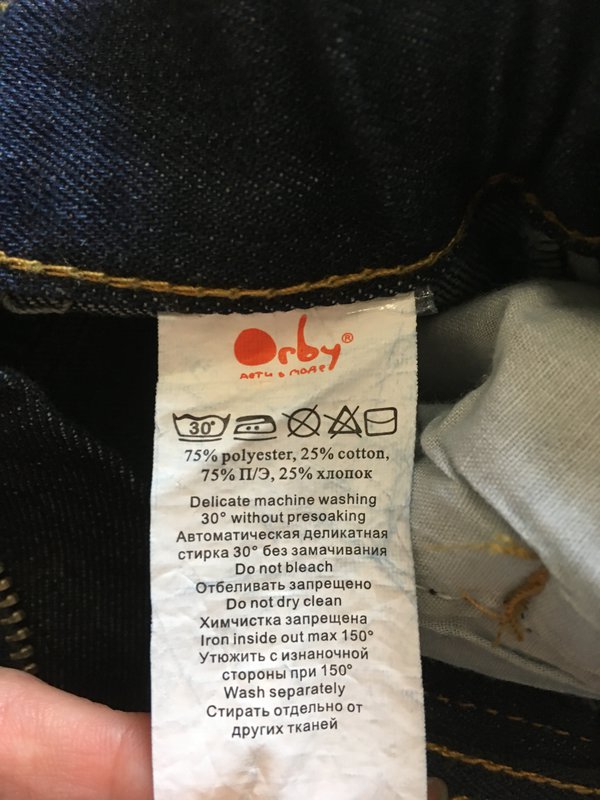 Orby®
дети в моде
30°
75% polyester, 25% cotton,
75% П/Э, 25% хлопок
Delicate machine washing
30° without presoaking
Автоматическая деликатная
стирка 30° без замачивания
Do not bleach
Отбеливать запрещено
Do not dry clean
Химчистка запрещена
Iron inside out max 150°
Утюжить с изнаночной
стороны при 150°
Wash separately
Стирать отдельно от
других тканей